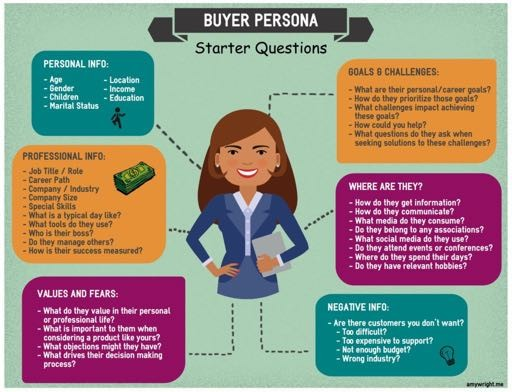 BUYER PERSONA
Starter Questions
PERSONAL INFO:
- Age
- Gender
- Children
- Marital Status
- Location
- Income
- Education
PROFESSIONAL INFO:
- Job Title / Role
- Career Path
- Company / Industry
- Company Size
- Special Skills
- What is a typical day like?
- What tools do they use?
- Who is their boss?
- Do they manage others?
- How is their success measured?
VALUES AND FEARS:
- What do they value in their personal
or professional life?
- What is important to them when
considering a product like yours?
- What objections might they have?
- What drives their decision making
process?
GOALS & CHALLENGES:
- What are their personal/career goals?
- How do they prioritize those goals?
- What challenges impact achieving
these goals?
- How could you help?
- What questions do they ask when
seeking solutions to these challenges?
WHERE ARE THEY?
- How do they get information?
- How do they communicate?
- What media do they consume?
- Do they belong to any associations?
- What social media do they use?
- Do they attend events or conferences?
- Where do they spend their days?
- Do they have relevant hobbies?
NEGATIVE INFO:
- Are there customers you don't want?
- Too difficult?
- Too expensive to support?
- Not enough budget?
- Wrong industry?
amywright.me